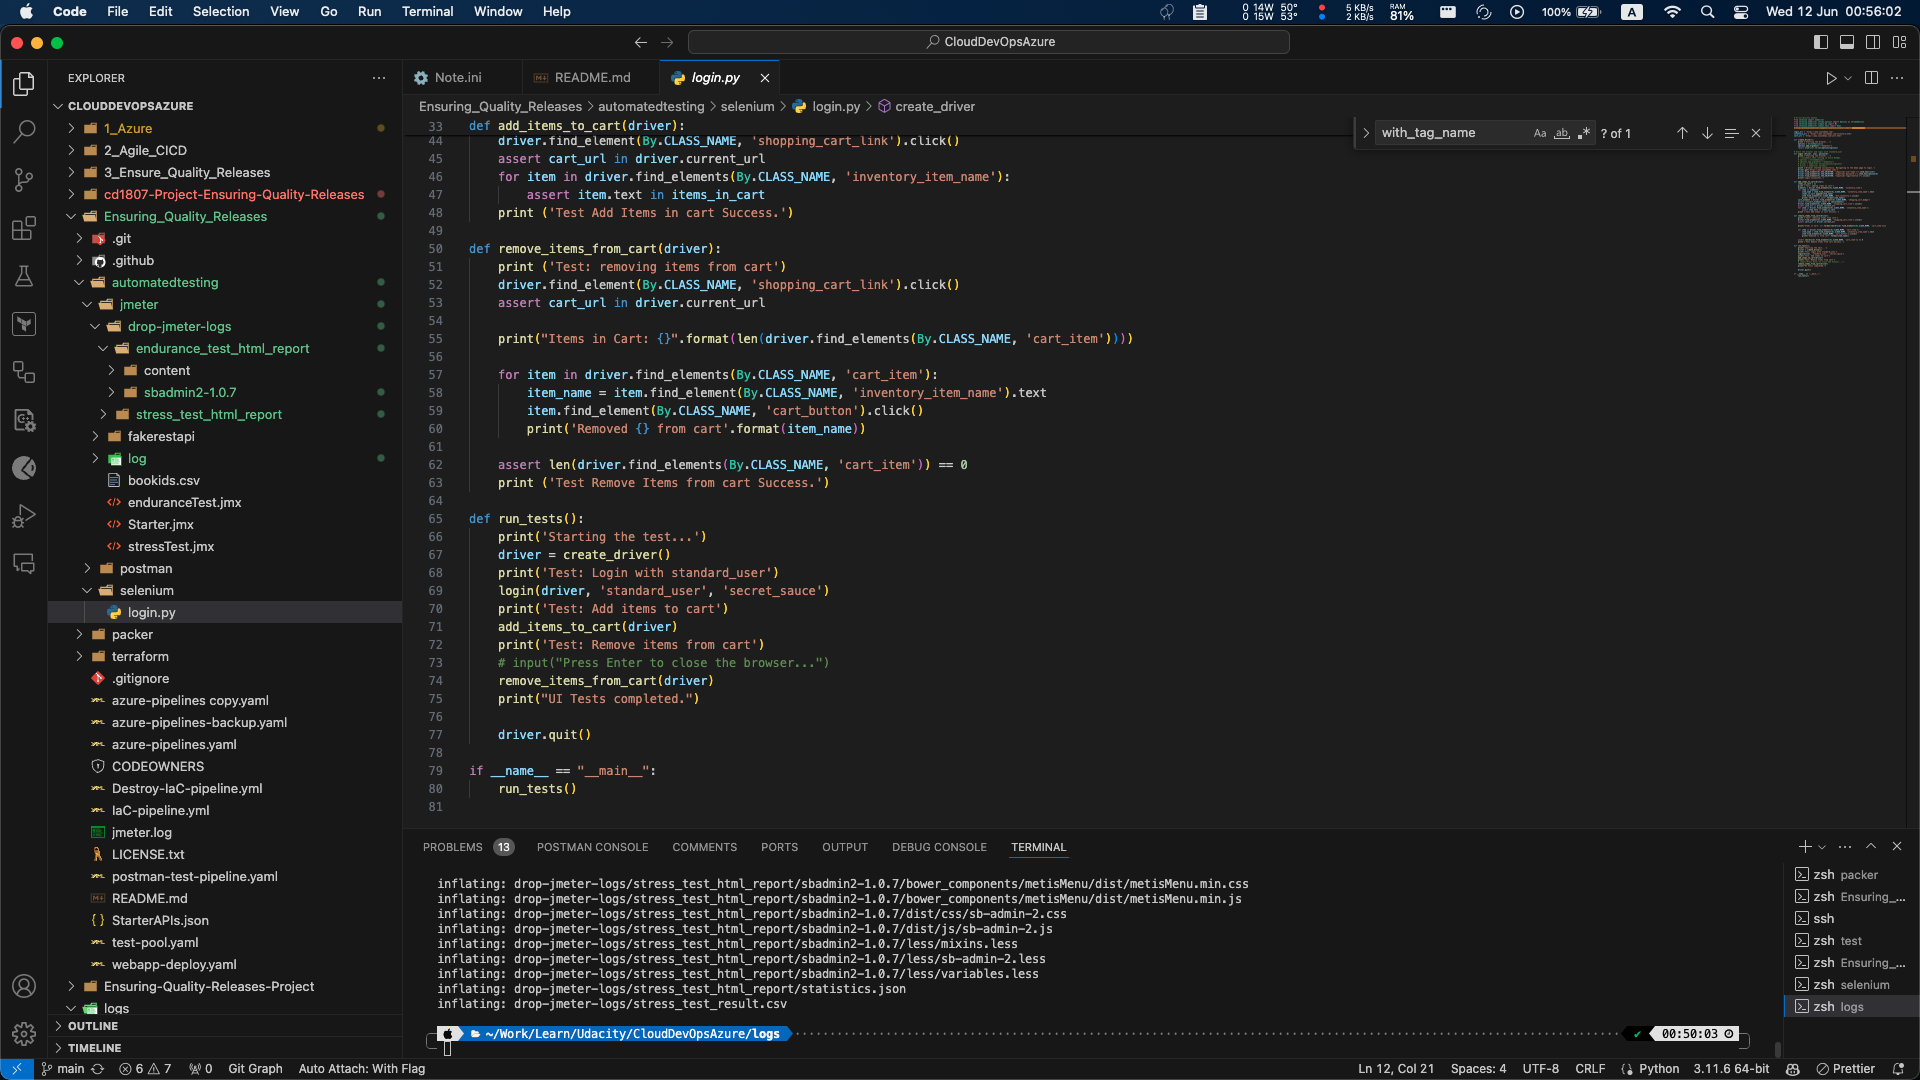 Code File Edit Selection View Go Run Terminal Window Help
0 14W 50° 0 15W 53° 5 KB/s 2 KB/s RAM 81% 100% A Wed 12 Jun 00:56:02
CloudDevOpsAzure
EXPLORER
CLOUDDEVOPSAZURE
1_Azure
2_Agile_CICD
3_Ensure_Quality_Releases
cd1807-Project-Ensuring-Quality-Releases
Ensuring_Quality_Releases
.git
.github
automatedtesting
jmeter
drop-jmeter-logs
endurance_test_html_report
content
sbadmin2-1.0.7
stress_test_html_report
fakerestapi
log
bookids.csv
enduranceTest.jmx
Starter.jmx
stressTest.jmx
postman
selenium
login.py
packer
terraform
.gitignore
azure-pipelines copy.yaml
azure-pipelines-backup.yaml
azure-pipelines.yaml
CODEOWNERS
Destroy-IaC-pipeline.yml
IaC-pipeline.yml
jmeter.log
LICENSE.txt
postman-test-pipeline.yaml
README.md
StarterAPIs.json
test-pool.yaml
webapp-deploy.yaml
Ensuring-Quality-Releases-Project
logs
OUTLINE
TIMELINE
Note.ini README.md login.py
Ensuring_Quality_Releases > automatedtesting > selenium > login.py > create_driver
with_tag_name Aa ab .* ? of 1
33 def add_items_to_cart(driver):
44 driver.find_element(By.CLASS_NAME, 'shopping_cart_link').click()
45 assert cart_url in driver.current_url
46 for item in driver.find_elements(By.CLASS_NAME, 'inventory_item_name'):
47 assert item.text in items_in_cart
48 print ('Test Add Items in cart Success.')
49
50 def remove_items_from_cart(driver):
51 print ('Test: removing items from cart')
52 driver.find_element(By.CLASS_NAME, 'shopping_cart_link').click()
53 assert cart_url in driver.current_url
54
55 print("Items in Cart: {}".format(len(driver.find_elements(By.CLASS_NAME, 'cart_item'))))
56
57 for item in driver.find_elements(By.CLASS_NAME, 'cart_item'):
58 item_name = item.find_element(By.CLASS_NAME, 'inventory_item_name').text
59 item.find_element(By.CLASS_NAME, 'cart_button').click()
60 print('Removed {} from cart'.format(item_name))
61
62 assert len(driver.find_elements(By.CLASS_NAME, 'cart_item')) == 0
63 print ('Test Remove Items from cart Success.')
64
65 def run_tests():
66 print('Starting the test...')
67 driver = create_driver()
68 print('Test: Login with standard_user')
69 login(driver, 'standard_user', 'secret_sauce')
70 print('Test: Add items to cart')
71 add_items_to_cart(driver)
72 print('Test: Remove items from cart')
73 # input("Press Enter to close the browser...")
74 remove_items_from_cart(driver)
75 print("UI Tests completed.")
76
77 driver.quit()
78
79 if __name__ == "__main__":
80 run_tests()
81
PROBLEMS 13 POSTMAN CONSOLE COMMENTS PORTS OUTPUT DEBUG CONSOLE TERMINAL
inflating: drop-jmeter-logs/stress_test_html_report/sbadmin2-1.0.7/bower_components/metisMenu/dist/metisMenu.min.css
inflating: drop-jmeter-logs/stress_test_html_report/sbadmin2-1.0.7/bower_components/metisMenu/dist/metisMenu.min.js
inflating: drop-jmeter-logs/stress_test_html_report/sbadmin2-1.0.7/dist/css/sb-admin-2.css
inflating: drop-jmeter-logs/stress_test_html_report/sbadmin2-1.0.7/dist/js/sb-admin-2.js
inflating: drop-jmeter-logs/stress_test_html_report/sbadmin2-1.0.7/less/mixins.less
inflating: drop-jmeter-logs/stress_test_html_report/sbadmin2-1.0.7/less/sb-admin-2.less
inflating: drop-jmeter-logs/stress_test_html_report/sbadmin2-1.0.7/less/variables.less
inflating: drop-jmeter-logs/stress_test_html_report/statistics.json
inflating: drop-jmeter-logs/stress_test_result.csv
~/Work/Learn/Udacity/CloudDevOpsAzure/logs 00:50:03
zsh packer
zsh Ensuring_...
ssh
zsh test
zsh Ensuring_...
zsh selenium
zsh logs
main 6 7 0 Git Graph Auto Attach: With Flag
Ln 12, Col 21 Spaces: 4 UTF-8 CRLF Python 3.11.6 64-bit Prettier